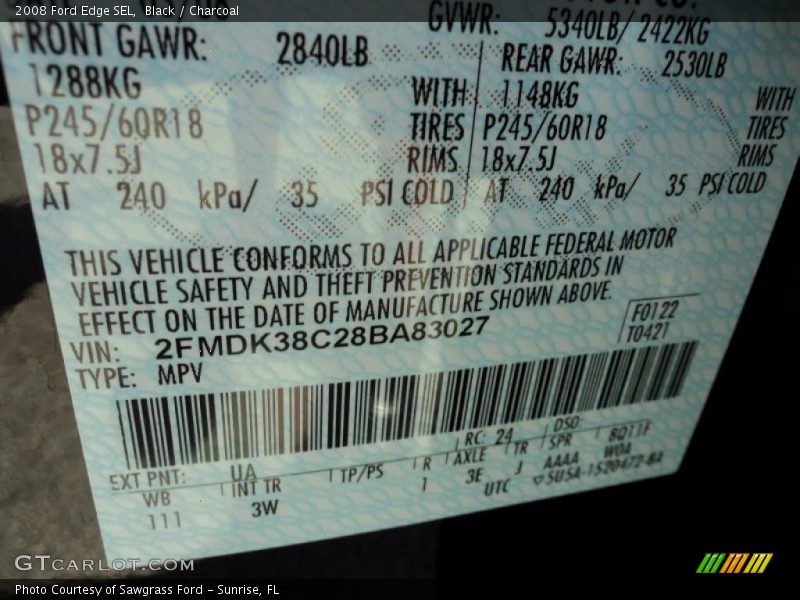 2008 Ford Edge SEL, Black / Charcoal
GVWR: 5340LB/ 2422KG
FRONT GAWR: 2840LB REAR GAWR: 2530LB
1288KG WITH 1148KG WITH
P245/60R18 TIRES P245/60R18 TIRES
18x7.5J RIMS 18x7.5J RIMS
AT 240 kPa/ 35 PSI COLD AT 240 kPa/ 35 PSI COLD
THIS VEHICLE CONFORMS TO ALL APPLICABLE FEDERAL MOTOR
VEHICLE SAFETY AND THEFT PREVENTION STANDARDS IN
EFFECT ON THE DATE OF MANUFACTURE SHOWN ABOVE.
VIN: 2FMDK38C28BA83027 F0122
TYPE: MPV T0421
EXT PNT: UA RC: 24 DSO:
WB INT TR TP/PS R AXLE TR SPR 8Q11F
111 3W 1 3E J AAAA WOA
UTC ▽5U5A-1520472-BA
GTCARLOT.COM
Photo Courtesy of Sawgrass Ford - Sunrise, FL